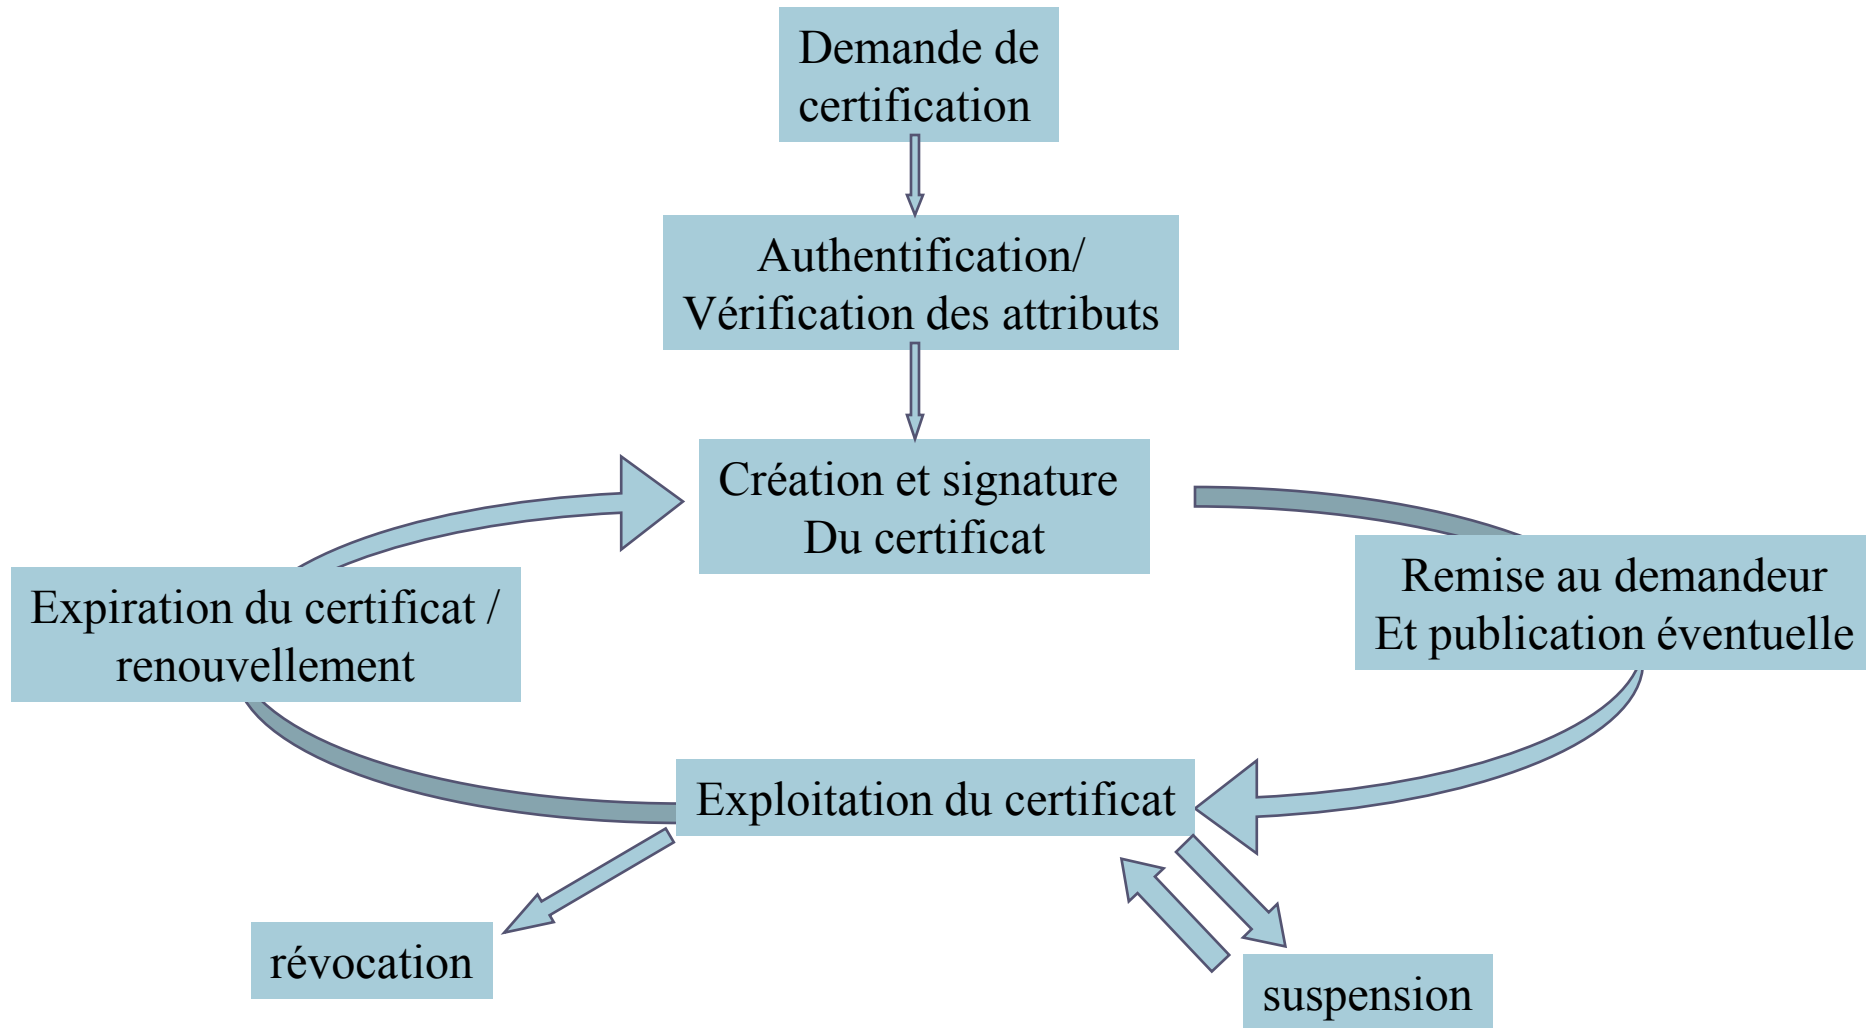 Demande de
certification
Authentification/
Vérification des attributs
Création et signature
Du certificat
Remise au demandeur
Et publication éventuelle
Expiration du certificat /
renouvellement
Exploitation du certificat
révocation
suspension